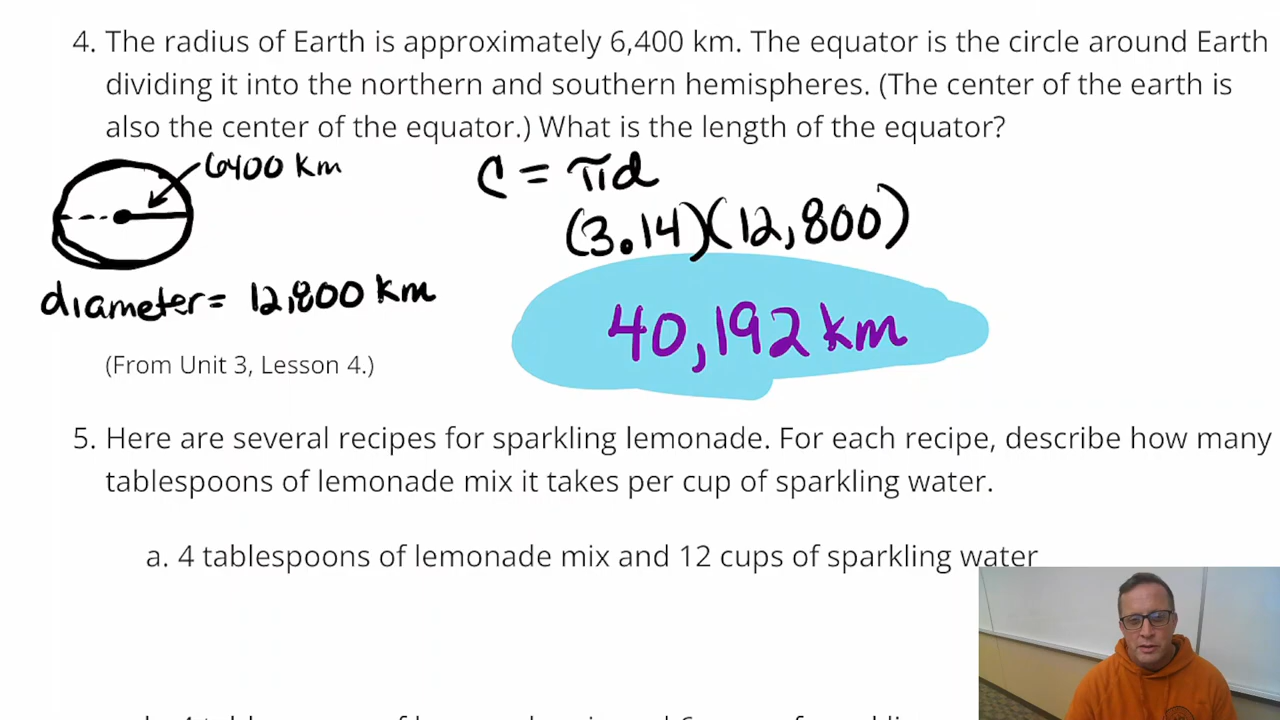 4. The radius of Earth is approximately 6,400 km. The equator is the circle around Earth
dividing it into the northern and southern hemispheres. (The center of the earth is
also the center of the equator.) What is the length of the equator?
6400 km
C = πd
(3.14)(12,800)
diameter = 12,800 km
40,192 km
(From Unit 3, Lesson 4.)
5. Here are several recipes for sparkling lemonade. For each recipe, describe how many
tablespoons of lemonade mix it takes per cup of sparkling water.
a. 4 tablespoons of lemonade mix and 12 cups of sparkling water